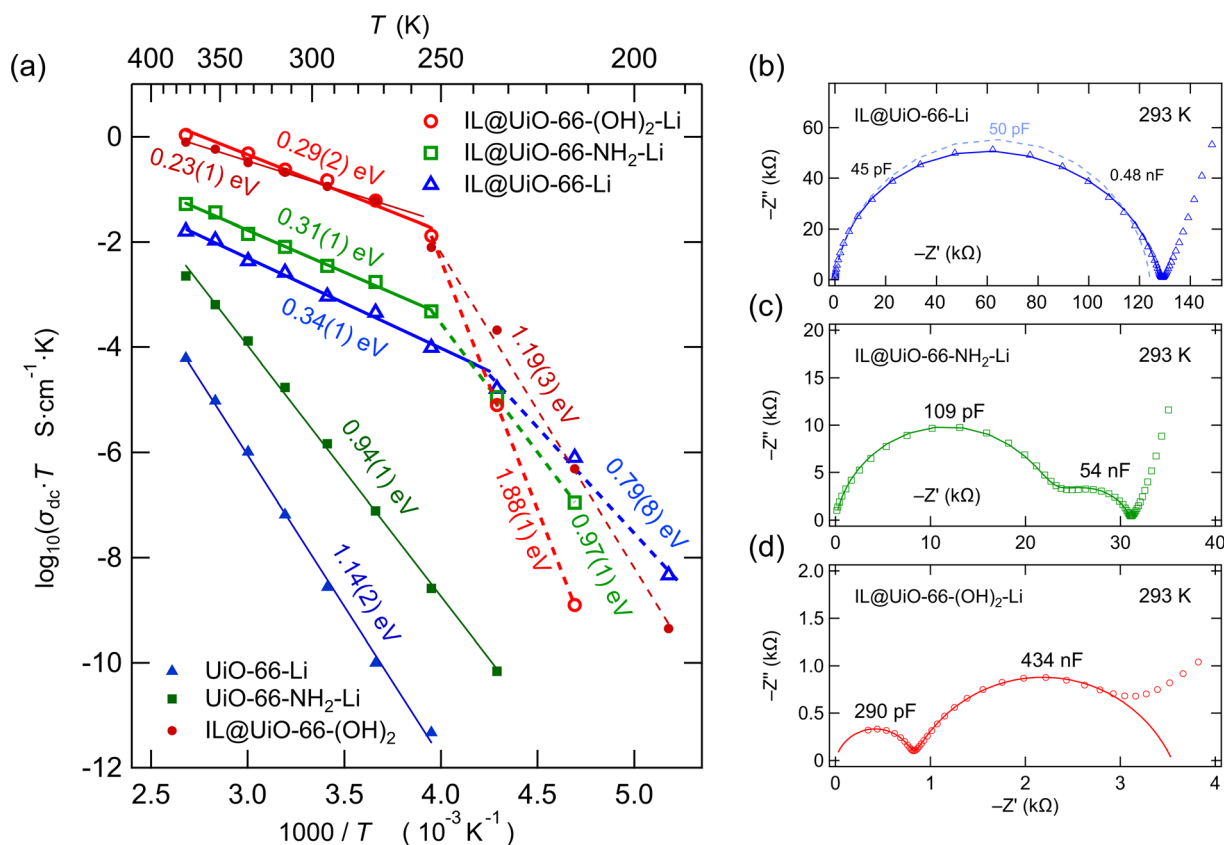 (a)
T (K)
400 350 300 250 200
IL@UiO-66-(OH)2-Li
IL@UiO-66-NH2-Li
IL@UiO-66-Li
0.29(2) eV
0.23(1) eV
0.31(1) eV
0.34(1) eV
0.94(1) eV
1.14(2) eV
1.19(3) eV
1.88(1) eV
0.97(1) eV
0.79(8) eV
UiO-66-Li
UiO-66-NH2-Li
IL@UiO-66-(OH)2
0
-2
-4
-6
-8
-10
-12
log10(σdc·T S·cm-1·K)
2.5 3.0 3.5 4.0 4.5 5.0
1000 / T (10-3 K-1)
(b)
IL@UiO-66-Li 293 K
50 pF
45 pF
0.48 nF
–Z' (kΩ)
–Z'' (kΩ)
60
40
20
0
0 20 40 60 80 100 120 140
(c)
IL@UiO-66-NH2-Li 293 K
109 pF
54 nF
–Z' (kΩ)
–Z'' (kΩ)
20
15
10
5
0
0 10 20 30 40
(d)
IL@UiO-66-(OH)2-Li 293 K
434 nF
290 pF
–Z'' (kΩ)
2.0
1.5
1.0
0.5
0
0 1 2 3 4
–Z' (kΩ)